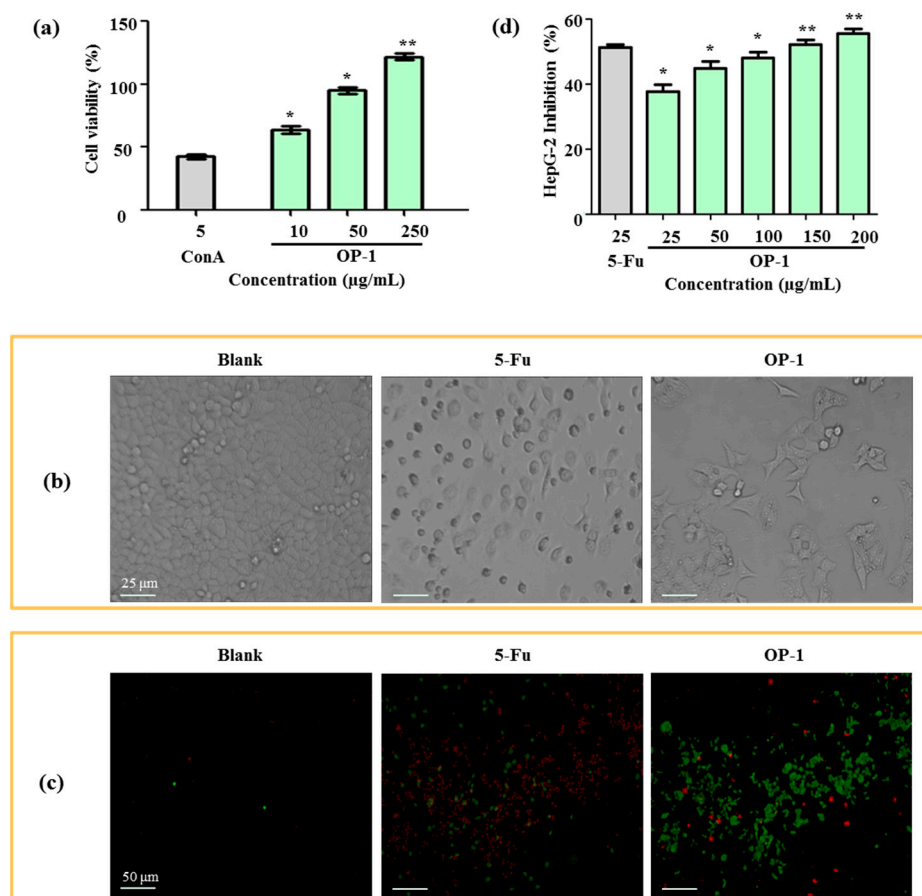 (a)
Cell viability (%)
150
100
50
0
*
*
**
5
10
50
250
ConA
OP-1
Concentration (μg/mL)
(d)
HepG-2 Inhibition (%)
60
40
20
0
*
*
*
**
**
25
25
50
100
150
200
5-Fu
OP-1
Concentration (μg/mL)
Blank
5-Fu
OP-1
(b)
25 μm
Blank
5-Fu
OP-1
(c)
50 μm